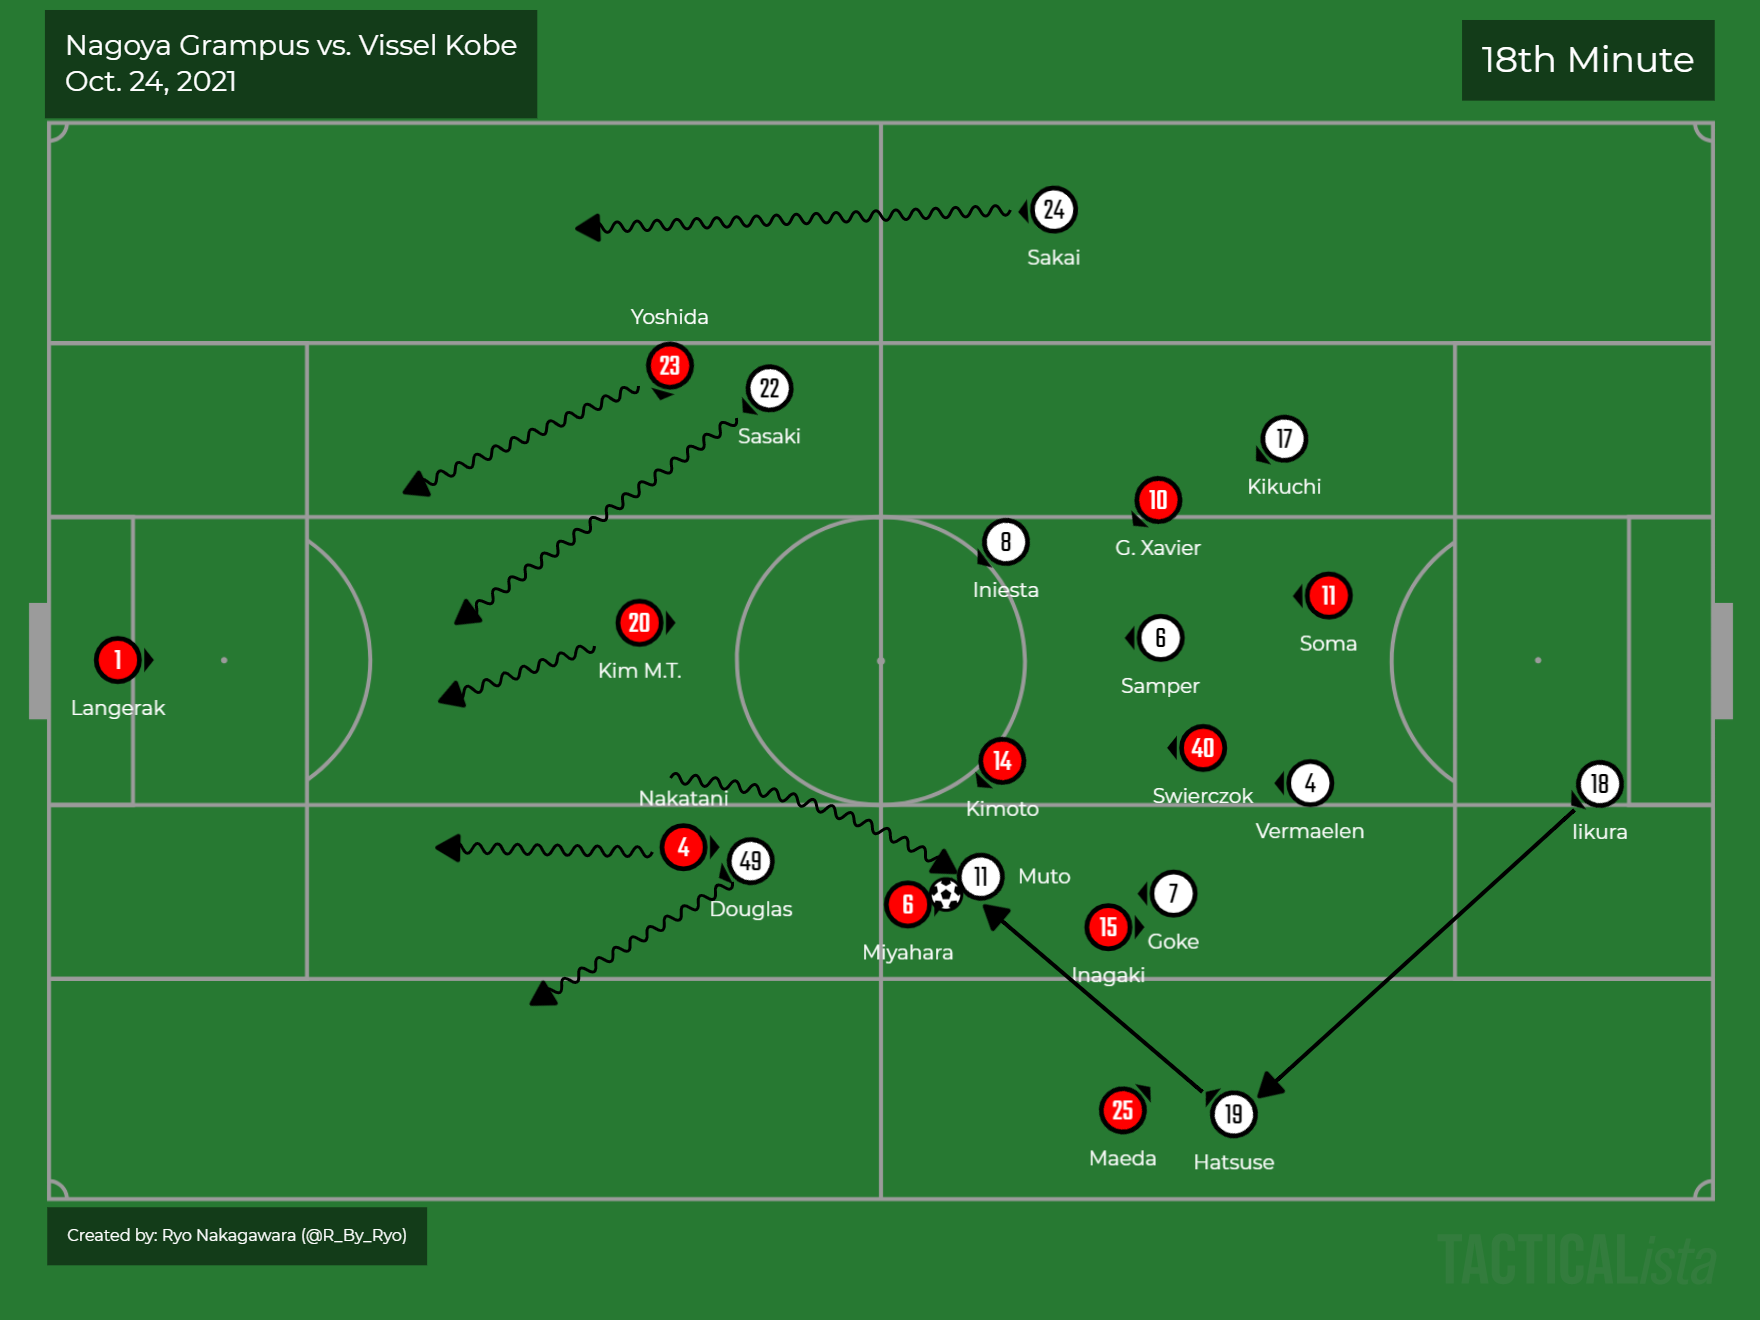 Nagoya Grampus vs. Vissel Kobe
Oct. 24, 2021
18th Minute
24
Sakai
Yoshida
23
22
Sasaki
17
Kikuchi
10
G. Xavier
8
Iniesta
11
Soma
20
Kim M.T.
6
Samper
1
Langerak
14
Kimoto
40
Swierczok
4
Vermaelen
18
Iikura
Nakatani
4
49
Douglas
11
Muto
6
Miyahara
7
Goke
15
Inagaki
25
Maeda
19
Hatsuse
Created by: Ryo Nakagawara (@R_By_Ryo)
TACTICALista